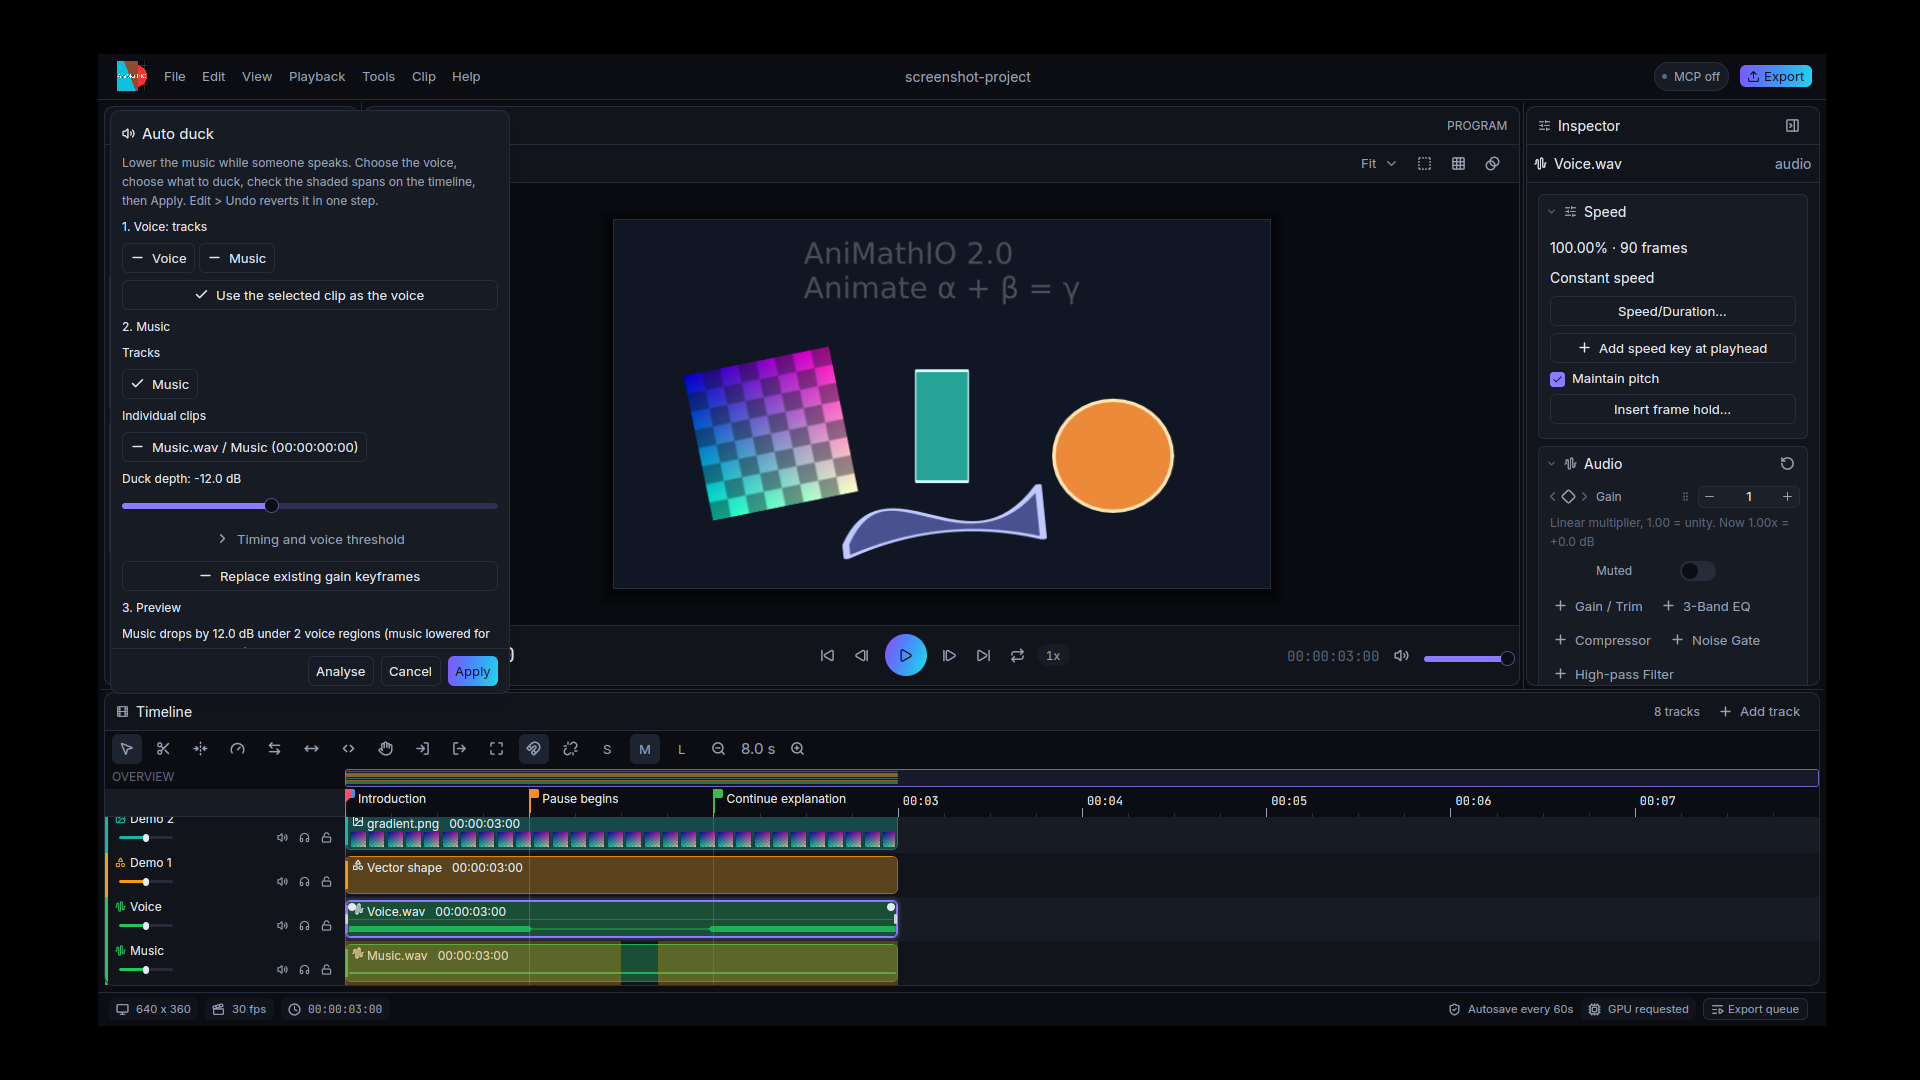 File Edit View Playback Tools Clip Help
screenshot-project
MCP off
Export
Auto duck
Lower the music while someone speaks. Choose the voice,
choose what to duck, check the shaded spans on the timeline,
then Apply. Edit > Undo reverts it in one step.
1. Voice: tracks
Voice
Music
Use the selected clip as the voice
2. Music
Tracks
Music
Individual clips
Music.wav / Music (00:00:00:00)
Duck depth: -12.0 dB
Timing and voice threshold
Replace existing gain keyframes
3. Preview
Music drops by 12.0 dB under 2 voice regions (music lowered for
Analyse
Cancel
Apply
PROGRAM
Fit
AniMathIO 2.0
Animate α + β = γ
1x
00:00:03:00
Inspector
Voice.wav
audio
Speed
100.00% · 90 frames
Constant speed
Speed/Duration...
Add speed key at playhead
Maintain pitch
Insert frame hold...
Audio
Gain
1
Linear multiplier, 1.00 = unity. Now 1.00x =
+0.0 dB
Muted
Gain / Trim
3-Band EQ
Compressor
Noise Gate
High-pass Filter
Timeline
8 tracks
Add track
S
M
L
8.0 s
OVERVIEW
Introduction
Pause begins
Continue explanation
00:03
00:04
00:05
00:06
00:07
Demo 2
gradient.png 00:00:03:00
Demo 1
Vector shape 00:00:03:00
Voice
Voice.wav 00:00:03:00
Music
Music.wav 00:00:03:00
640 x 360
30 fps
00:00:03:00
Autosave every 60s
GPU requested
Export queue